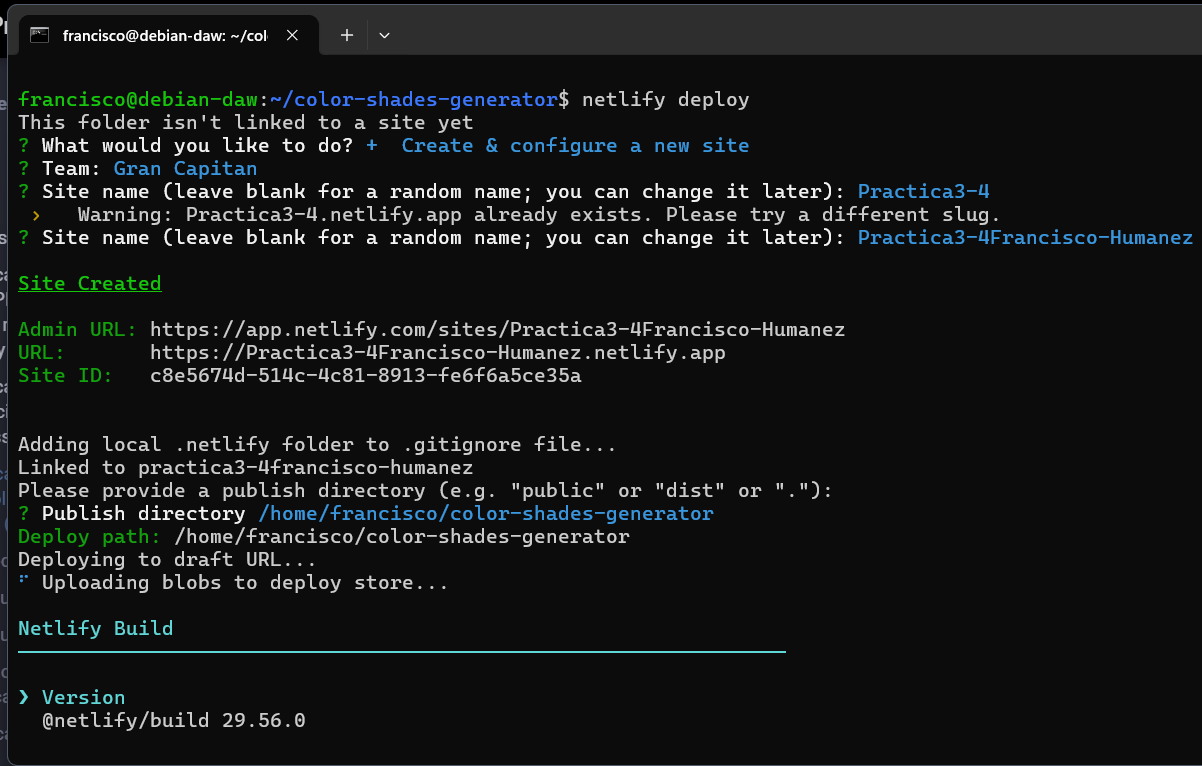 francisco@debian-daw: ~/col
francisco@debian-daw:~/color-shades-generator$ netlify deploy
This folder isn't linked to a site yet
? What would you like to do? +  Create & configure a new site
? Team: Gran Capitan
? Site name (leave blank for a random name; you can change it later): Practica3-4
›   Warning: Practica3-4.netlify.app already exists. Please try a different slug.
? Site name (leave blank for a random name; you can change it later): Practica3-4Francisco-Humanez
Site Created
Admin URL: https://app.netlify.com/sites/Practica3-4Francisco-Humanez
URL:       https://Practica3-4Francisco-Humanez.netlify.app
Site ID:   c8e5674d-514c-4c81-8913-fe6f6a5ce35a
Adding local .netlify folder to .gitignore file...
Linked to practica3-4francisco-humanez
Please provide a publish directory (e.g. "public" or "dist" or "."):
? Publish directory /home/francisco/color-shades-generator
Deploy path: /home/francisco/color-shades-generator
Deploying to draft URL...
⠋ Uploading blobs to deploy store...
Netlify Build
❯ Version
@netlify/build 29.56.0